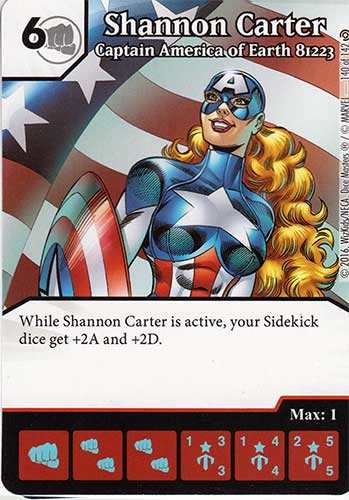 6
Shannon Carter
Captain America of Earth 81223
140 of 142
© 2016. WizKids/NECA. Dice Masters ® / © MARVEL
While Shannon Carter is active, your Sidekick
dice get +2A and +2D.
Max: 1
1 3 3
1 4 4
2 5 5